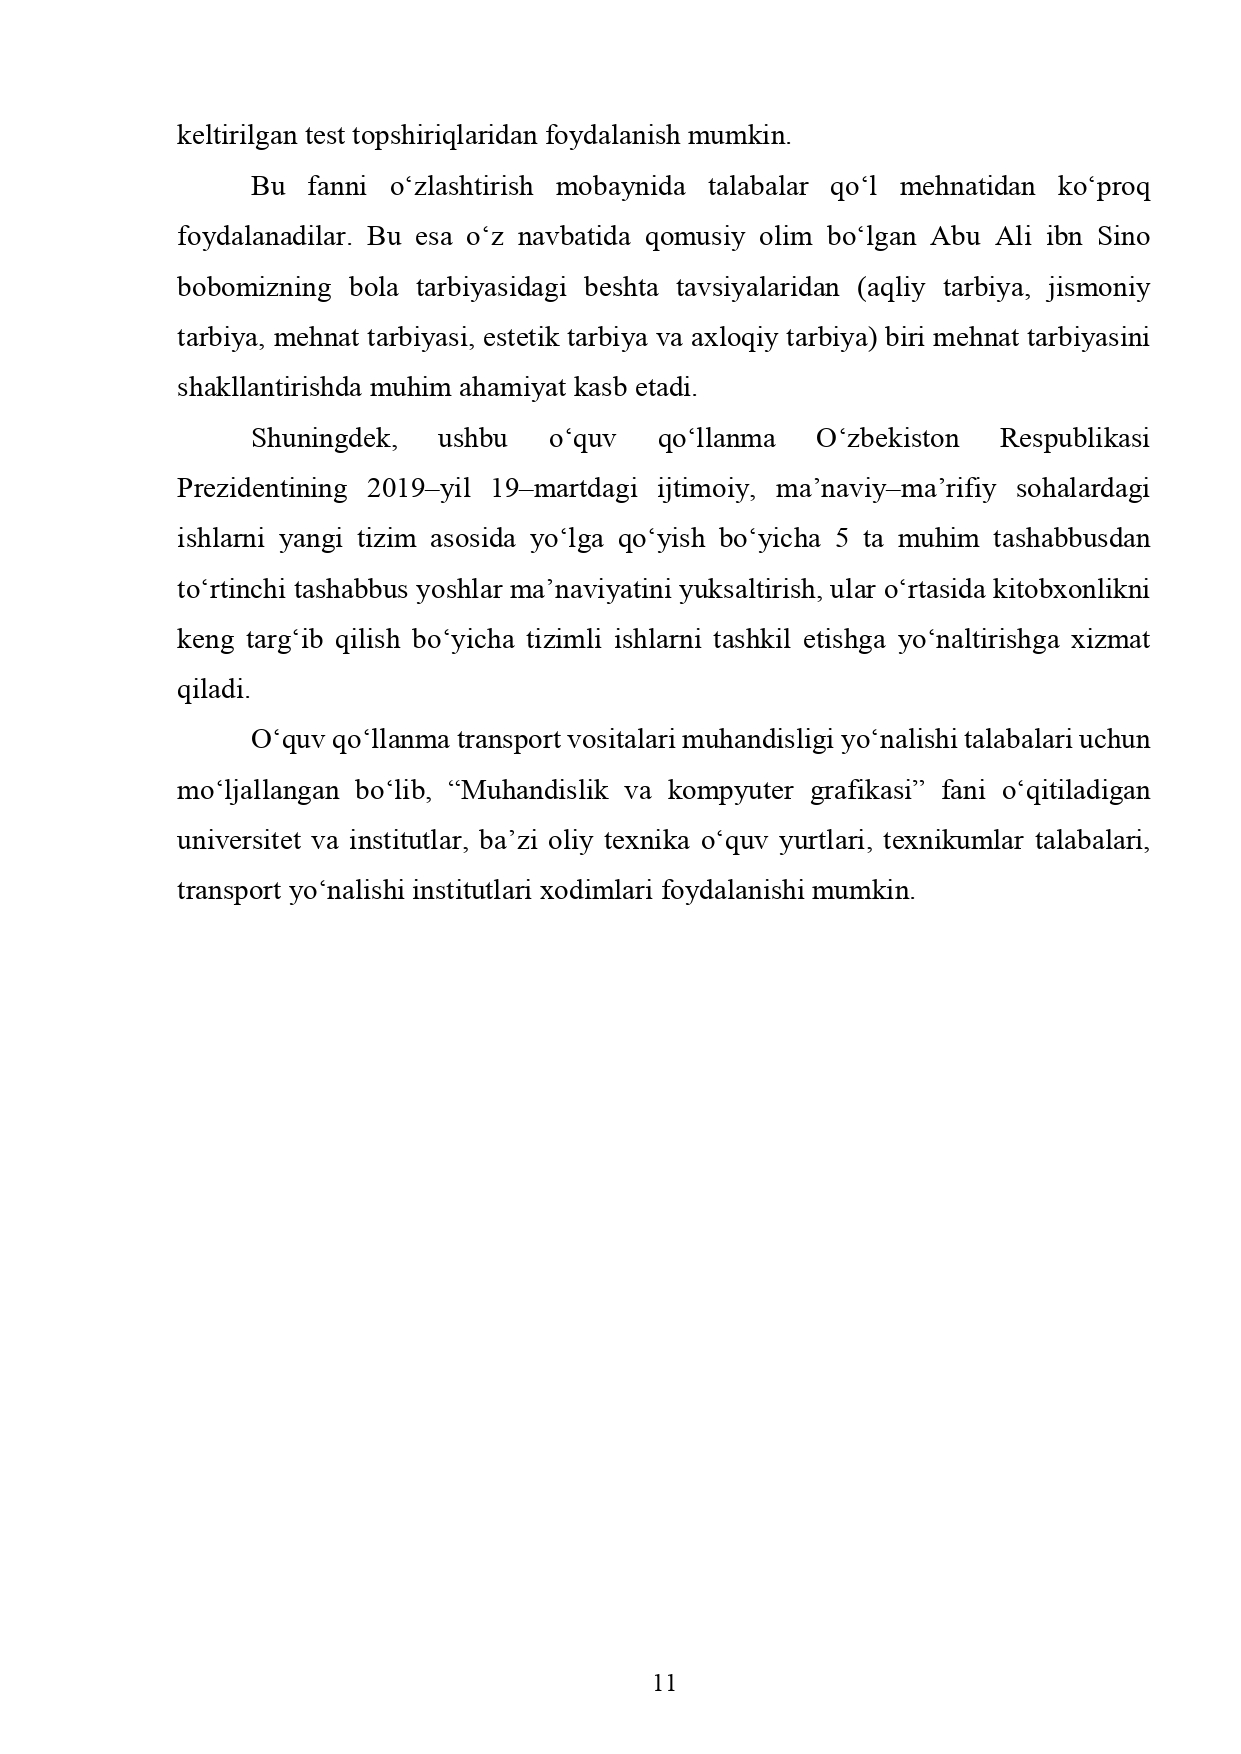 keltirilgan test topshiriqlaridan foydalanish mumkin.
Bu fanni o‘zlashtirish mobaynida talabalar qo‘l mehnatidan ko‘proq
foydalanadilar. Bu esa o‘z navbatida qomusiy olim bo‘lgan Abu Ali ibn Sino
bobomizning bola tarbiyasidagi beshta tavsiyalaridan (aqliy tarbiya, jismoniy
tarbiya, mehnat tarbiyasi, estetik tarbiya va axloqiy tarbiya) biri mehnat tarbiyasini
shakllantirishda muhim ahamiyat kasb etadi.
Shuningdek, ushbu o‘quv qo‘llanma O‘zbekiston Respublikasi
Prezidentining 2019–yil 19–martdagi ijtimoiy, ma’naviy–ma’rifiy sohalardagi
ishlarni yangi tizim asosida yo‘lga qo‘yish bo‘yicha 5 ta muhim tashabbusdan
to‘rtinchi tashabbus yoshlar ma’naviyatini yuksaltirish, ular o‘rtasida kitobxonlikni
keng targ‘ib qilish bo‘yicha tizimli ishlarni tashkil etishga yo‘naltirishga xizmat
qiladi.
O‘quv qo‘llanma transport vositalari muhandisligi yo‘nalishi talabalari uchun
mo‘ljallangan bo‘lib, “Muhandislik va kompyuter grafikasi” fani o‘qitiladigan
universitet va institutlar, ba’zi oliy texnika o‘quv yurtlari, texnikumlar talabalari,
transport yo‘nalishi institutlari xodimlari foydalanishi mumkin.
11